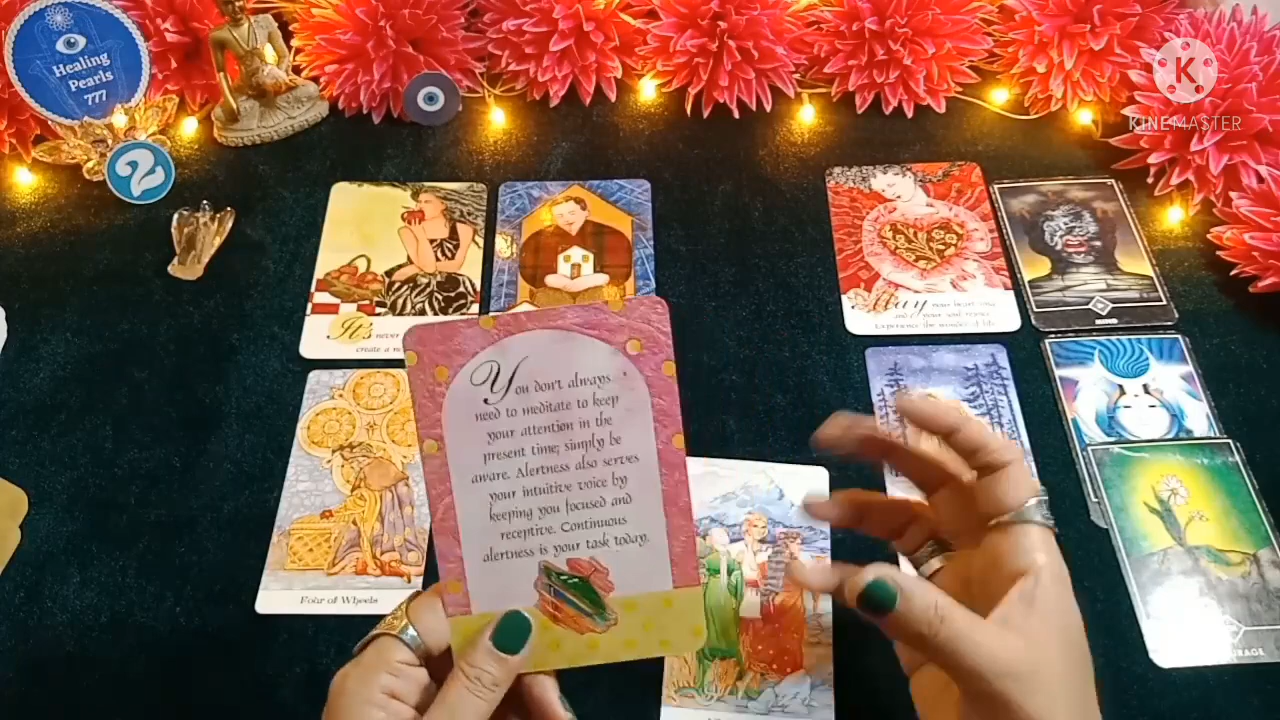 Healing
Pearls
777
2
K
KINEMASTER
It's never
create a n
May your heart sing
and your soul rejoice
Experience the wonder of life
MIND
You don't always
need to meditate to keep
your attention in the
present time; simply be
aware. Alertness also serves
your intuitive voice by
keeping you focused and
receptive. Continuous
alertness is your task today.
Four of Wheels
URAGE